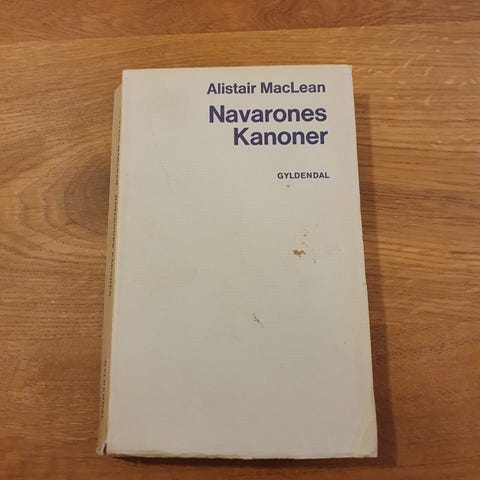 Alistair MacLean
Navarones
Kanoner
GYLDENDAL